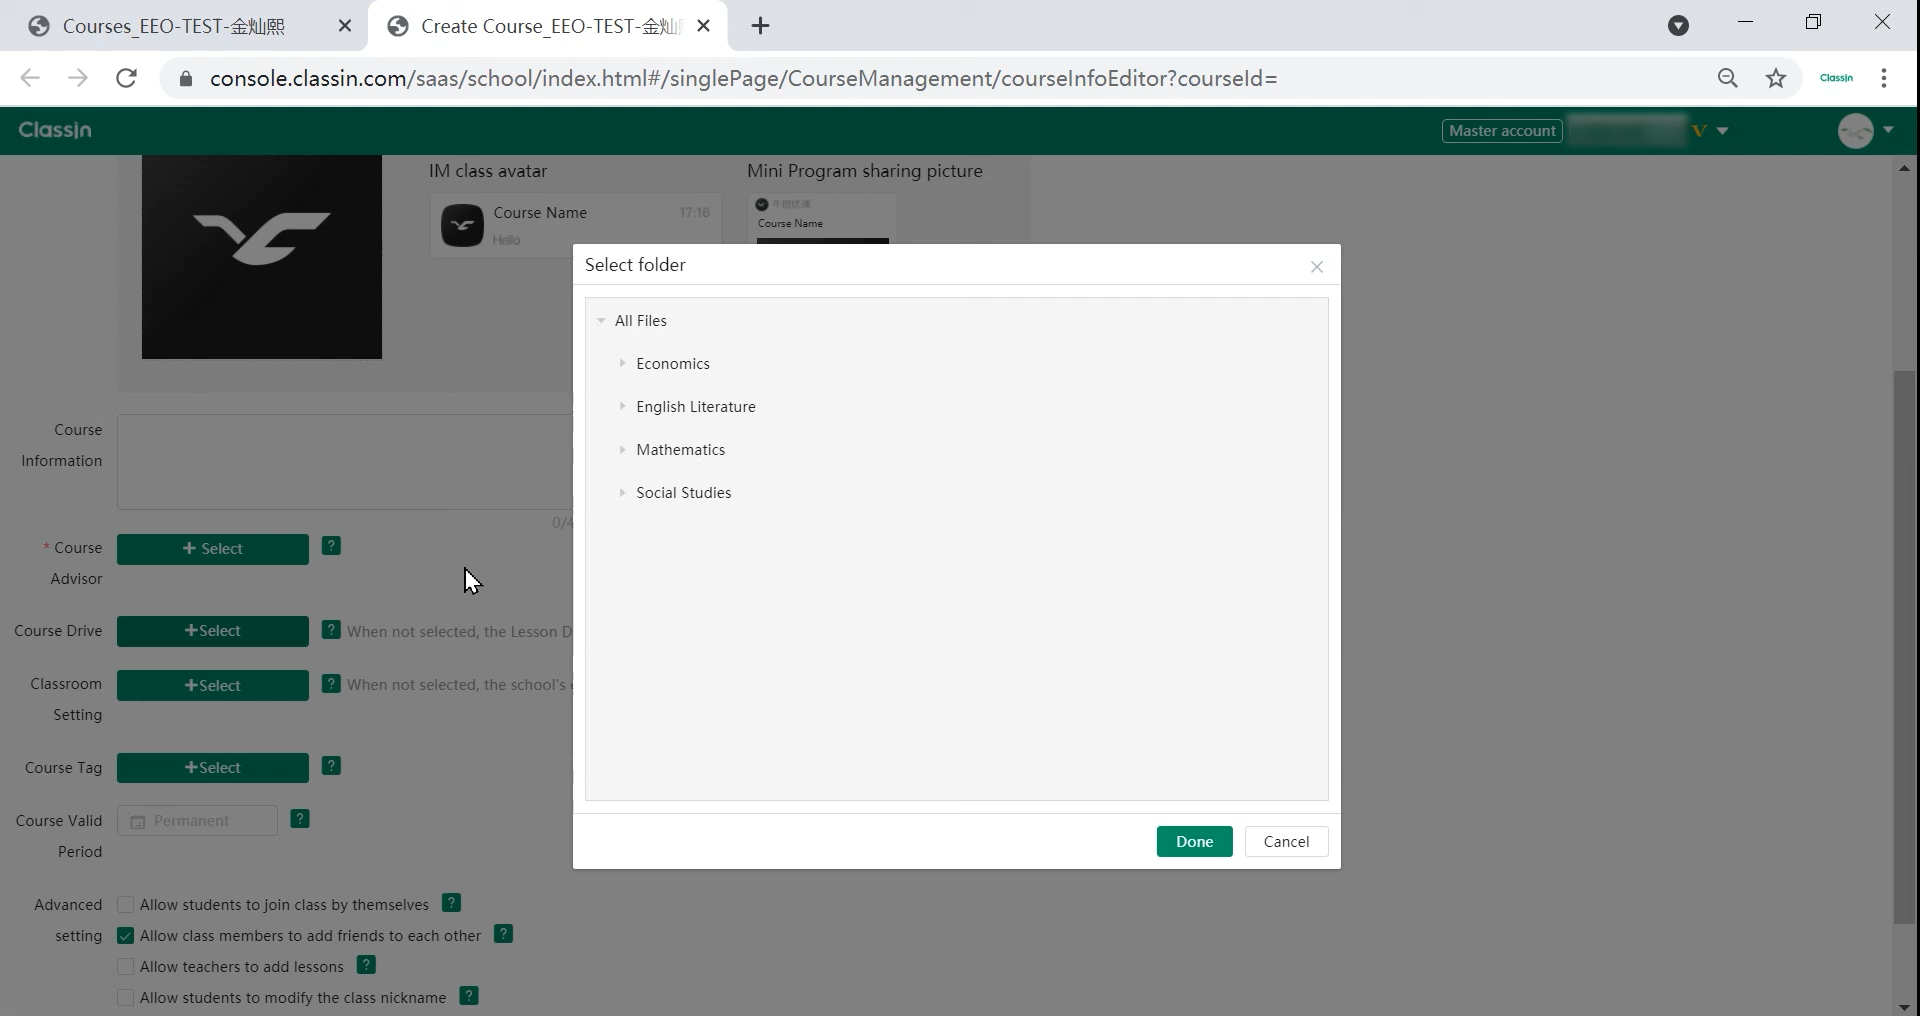 Courses_EEO-TEST-金灿熙
Create Course_EEO-TEST-金灿
console.classin.com/saas/school/index.html#/singlePage/CourseManagement/courseInfoEditor?courseId=
ClassIn
ClassIn
Master account
V
IM class avatar
Mini Program sharing picture
Course Name
17:16
Hello
Course Name
Select folder
All Files
Economics
English Literature
Mathematics
Social Studies
Done
Cancel
Course
Information
0/4
* Course
Advisor
+ Select
?
Course Drive
+Select
? When not selected, the Lesson D
Classroom
Setting
+Select
? When not selected, the school's
Course Tag
+Select
?
Course Valid
Period
Permanent
?
Advanced
setting
Allow students to join class by themselves ?
Allow class members to add friends to each other ?
Allow teachers to add lessons ?
Allow students to modify the class nickname ?